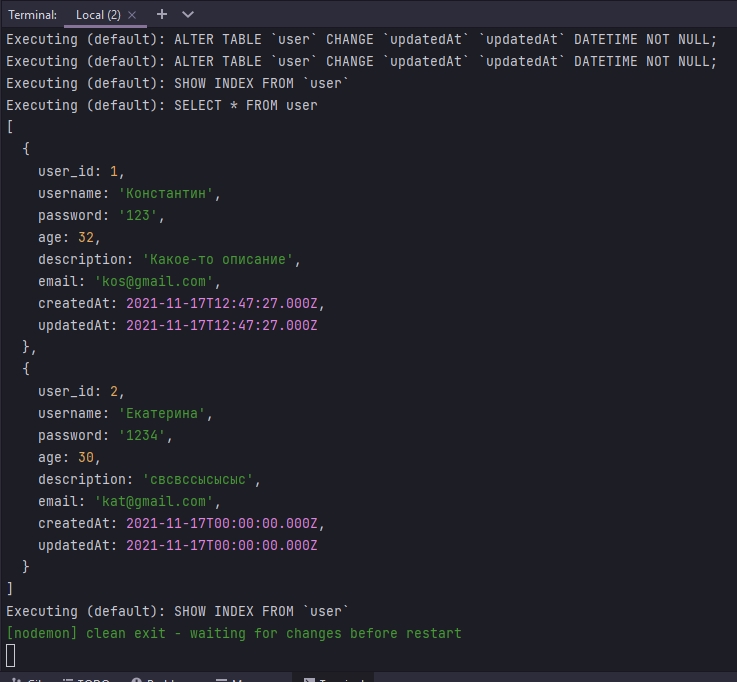 Terminal: Local (2) × +
Executing (default): ALTER TABLE `user` CHANGE `updatedAt` `updatedAt` DATETIME NOT NULL;
Executing (default): ALTER TABLE `user` CHANGE `updatedAt` `updatedAt` DATETIME NOT NULL;
Executing (default): SHOW INDEX FROM `user`
Executing (default): SELECT * FROM user
[
  {
    user_id: 1,
    username: 'Константин',
    password: '123',
    age: 32,
    description: 'Какое-то описание',
    email: 'kos@gmail.com',
    createdAt: 2021-11-17T12:47:27.000Z,
    updatedAt: 2021-11-17T12:47:27.000Z
  },
  {
    user_id: 2,
    username: 'Екатерина',
    password: '1234',
    age: 30,
    description: 'свсвссысысыс',
    email: 'kat@gmail.com',
    createdAt: 2021-11-17T00:00:00.000Z,
    updatedAt: 2021-11-17T00:00:00.000Z
  }
]
Executing (default): SHOW INDEX FROM `user`
[nodemon] clean exit - waiting for changes before restart